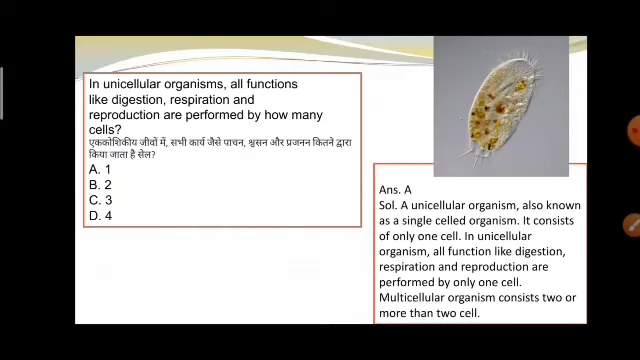 In unicellular organisms, all functions
like digestion, respiration and
reproduction are performed by how many
cells?
एककोशिकीय जीवों में, सभी कार्य जैसे पाचन, श्वसन और प्रजनन कितने द्वारा
किया जाता है सेल?
A. 1
B. 2
C. 3
D. 4
Ans. A
Sol. A unicellular organism, also known
as a single celled organism. It consists
of only one cell. In unicellular
organism, all function like digestion,
respiration and reproduction are
performed by only one cell.
Multicellular organism consists two or
more than two cell.